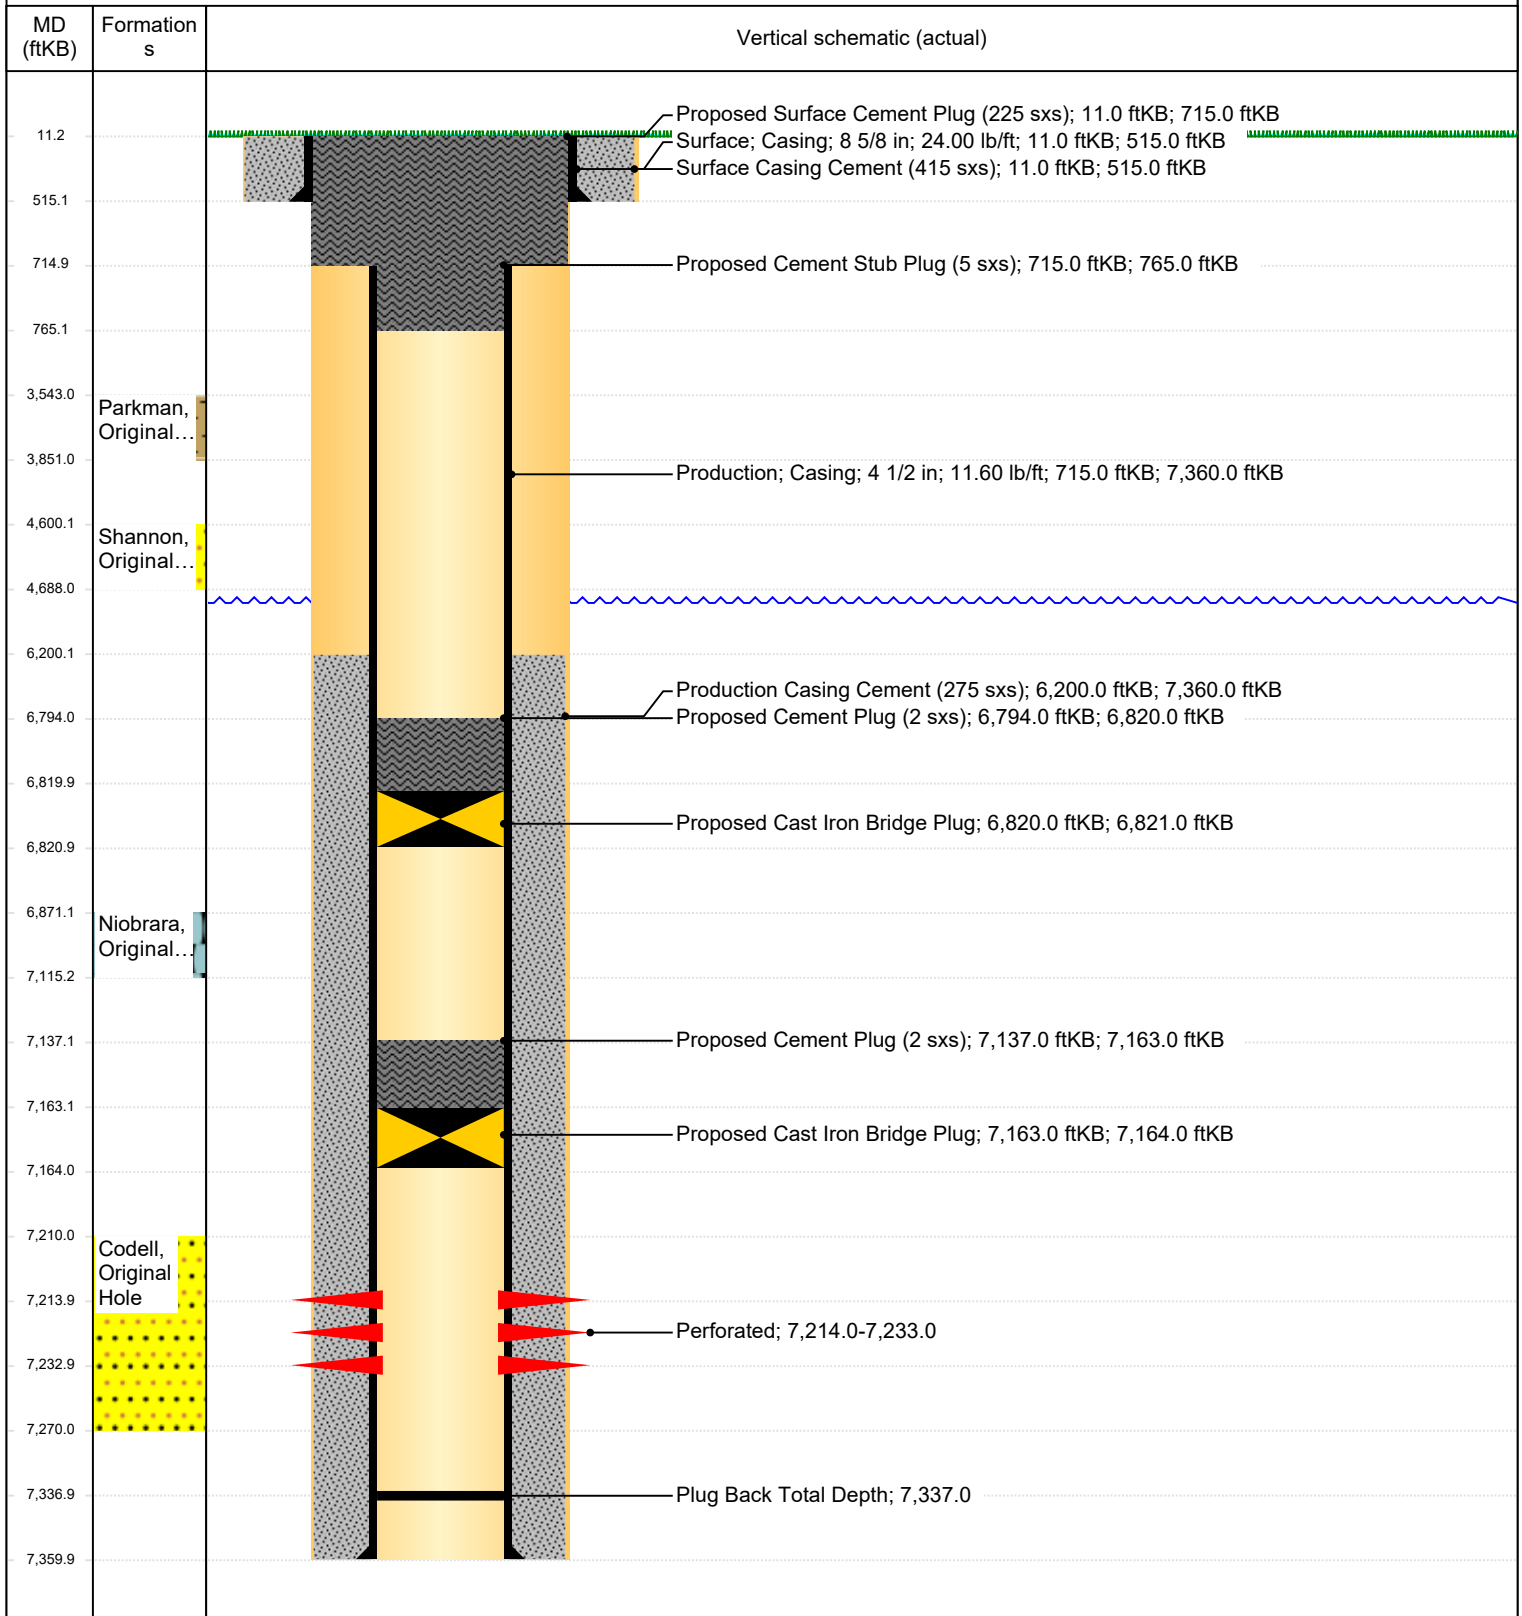 MD
(ftKB)
Formation
s
Vertical schematic (actual)
11.2
515.1
714.9
765.1
3,543.0
3,851.0
4,600.1
4,688.0
6,200.1
6,794.0
6,819.9
6,820.9
6,871.1
7,115.2
7,137.1
7,163.1
7,164.0
7,210.0
7,213.9
7,232.9
7,270.0
7,336.9
7,359.9
Parkman,
Original…
Shannon,
Original…
Niobrara,
Original…
Codell,
Original
Hole
Proposed Surface Cement Plug (225 sxs); 11.0 ftKB; 715.0 ftKB
Surface; Casing; 8 5/8 in; 24.00 lb/ft; 11.0 ftKB; 515.0 ftKB
Surface Casing Cement (415 sxs); 11.0 ftKB; 515.0 ftKB
Proposed Cement Stub Plug (5 sxs); 715.0 ftKB; 765.0 ftKB
Production; Casing; 4 1/2 in; 11.60 lb/ft; 715.0 ftKB; 7,360.0 ftKB
Production Casing Cement (275 sxs); 6,200.0 ftKB; 7,360.0 ftKB
Proposed Cement Plug (2 sxs); 6,794.0 ftKB; 6,820.0 ftKB
Proposed Cast Iron Bridge Plug; 6,820.0 ftKB; 6,821.0 ftKB
Proposed Cement Plug (2 sxs); 7,137.0 ftKB; 7,163.0 ftKB
Proposed Cast Iron Bridge Plug; 7,163.0 ftKB; 7,164.0 ftKB
Perforated; 7,214.0-7,233.0
Plug Back Total Depth; 7,337.0